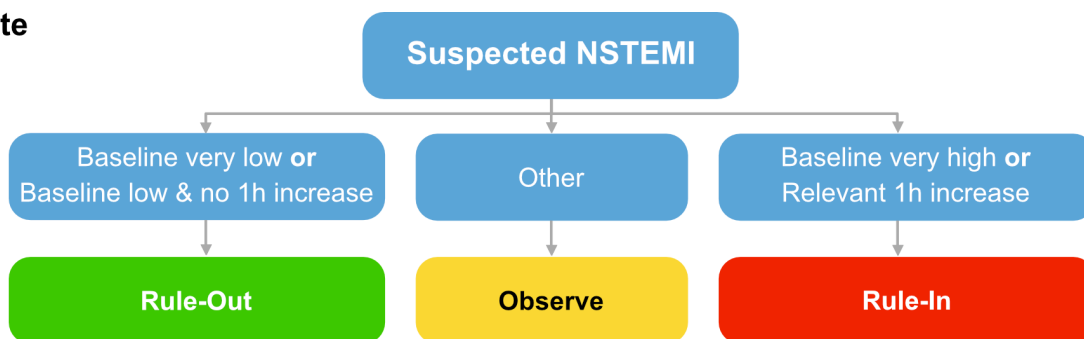 te
Suspected NSTEMI
Baseline very low or
Baseline low & no 1h increase
Other
Baseline very high or
Relevant 1h increase
Rule-Out
Observe
Rule-In